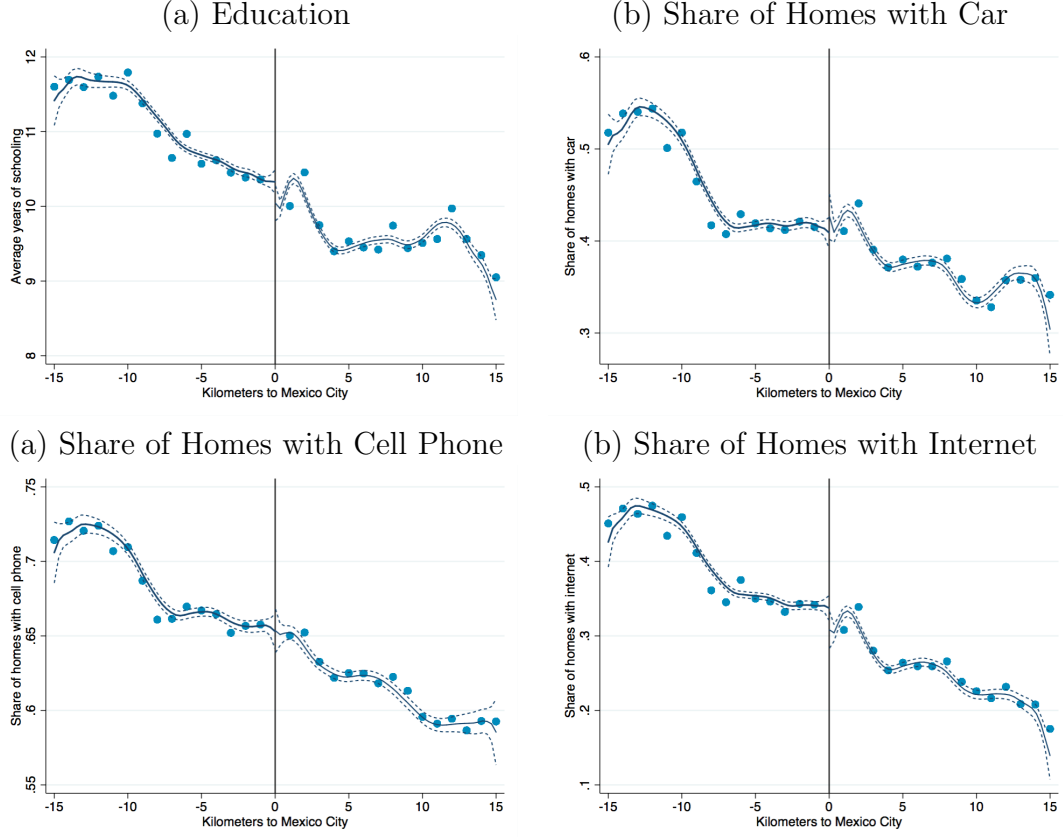 (a) Education
(b) Share of Homes with Car
Average years of schooling
12
11
10
9
8
-15 -10 -5 0 5 10 15
Kilometers to Mexico City
Share of homes with car
.6
.5
.4
.3
-15 -10 -5 0 5 10 15
Kilometers to Mexico City
(a) Share of Homes with Cell Phone
(b) Share of Homes with Internet
Share of homes with cell phone
.75
.7
.65
.6
.55
-15 -10 -5 0 5 10 15
Kilometers to Mexico City
Share of homes with internet
.5
.4
.3
.2
.1
-15 -10 -5 0 5 10 15
Kilometers to Mexico City